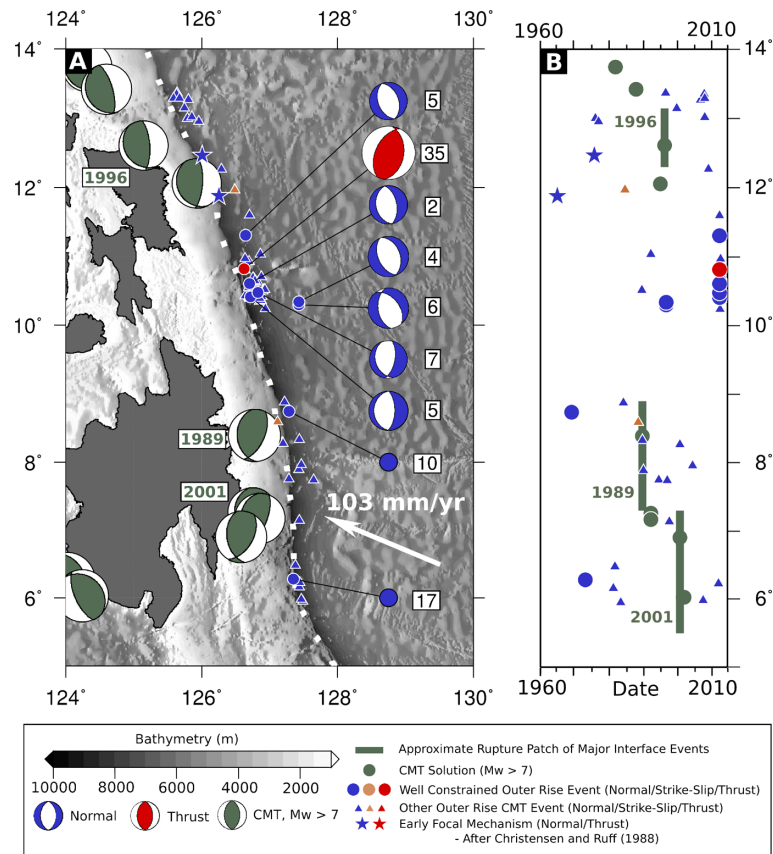 124° 126° 128° 130° 1960 2010
A B
14° 14°
5
35
1996
1996
12° 12°
2
4
6
10° 10°
7
5
8° 8°
1989
10
1989
2001
103 mm/yr
6° 6°
17
2001
124° 126° 128° 130° 1960 Date 2010
Bathymetry (m)
10000 8000 6000 4000 2000
Normal Thrust CMT, Mw > 7
Approximate Rupture Patch of Major Interface Events
CMT Solution (Mw > 7)
Well Constrained Outer Rise Event (Normal/Strike-Slip/Thrust)
Other Outer Rise CMT Event (Normal/Strike-Slip/Thrust)
Early Focal Mechanism (Normal/Thrust)
- After Christensen and Ruff (1988)